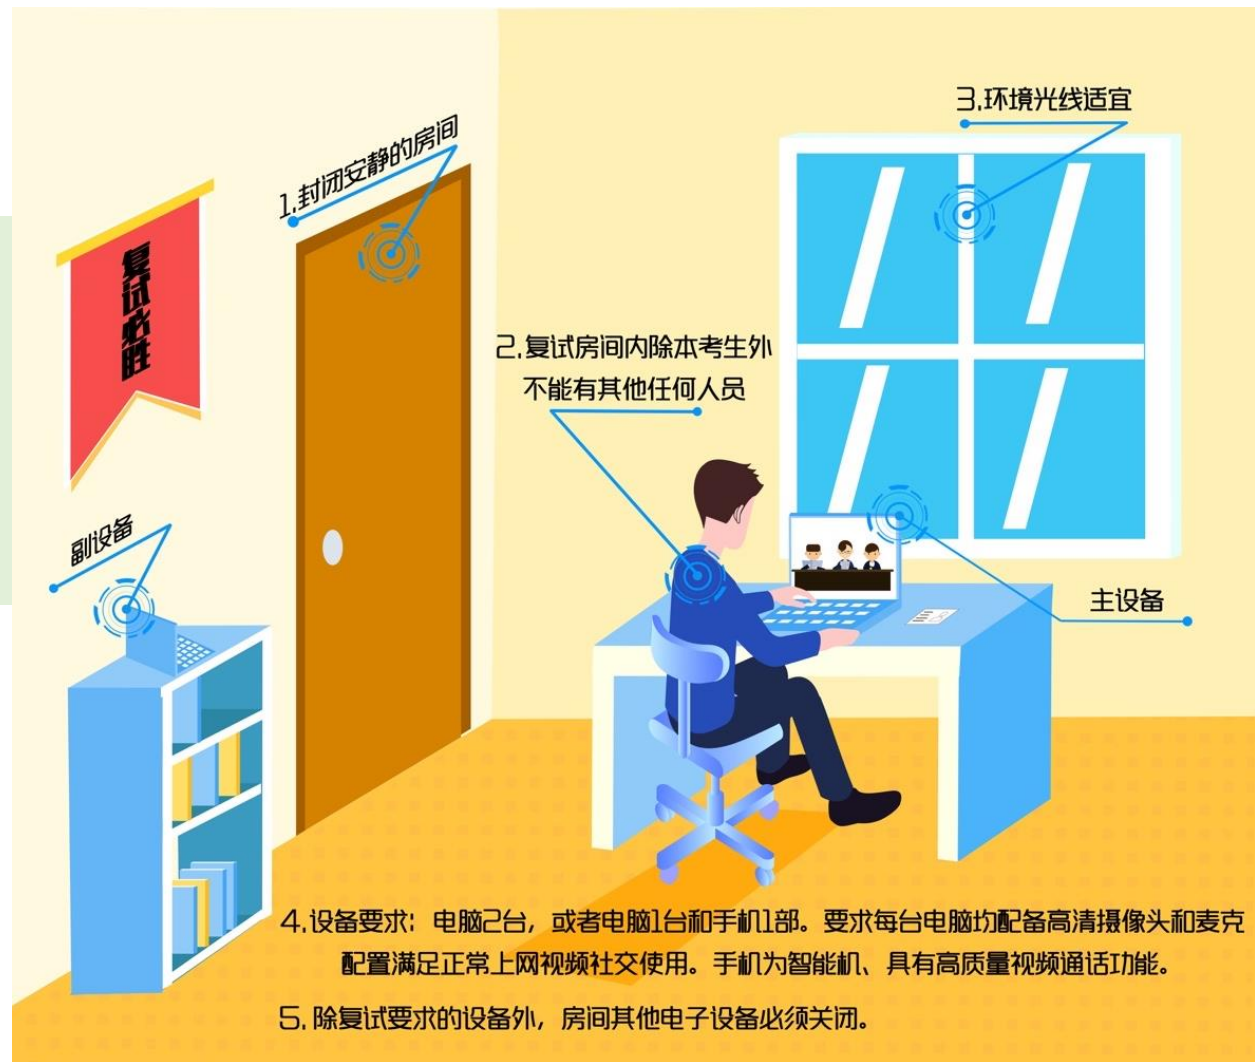 3.环境光线适宜
1.封闭安静的房间
复试必胜
2.复试房间内除本考生外
不能有其他任何人员
副设备
主设备
4.设备要求：电脑2台，或者电脑1台和手机1部。要求每台电脑均配备高清摄像头和麦克
配置满足正常上网视频社交使用。手机为智能机、具有高质量视频通话功能。
5.除复试要求的设备外，房间其他电子设备必须关闭。